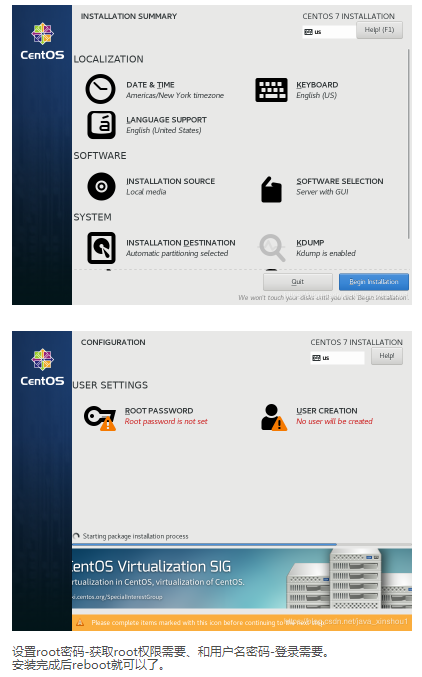 INSTALLATION SUMMARY
CENTOS 7 INSTALLATION
us
Help! (F1)
CentOS
LOCALIZATION
DATE & TIME
Americas/New York timezone
KEYBOARD
English (US)
LANGUAGE SUPPORT
English (United States)
SOFTWARE
INSTALLATION SOURCE
Local media
SOFTWARE SELECTION
Server with GUI
SYSTEM
INSTALLATION DESTINATION
Automatic partitioning selected
KDUMP
Kdump is enabled
Quit
Begin Installation
We won't touch your disks until you click 'Begin Installation'.
CONFIGURATION
CENTOS 7 INSTALLATION
us
Help!
CentOS
USER SETTINGS
ROOT PASSWORD
Root password is not set
USER CREATION
No user will be created
Starting package installation process
CentOS Virtualization SIG
rtualization in CentOS, virtualization of CentOS.
.centos.org/SpecialInterestGroup
Please complete items marked with this icon before continuing to the next step.
csdn.net/java_xinshou1
设置root密码-获取root权限需要、和用户名密码-登录需要。
安装完成后reboot就可以了。